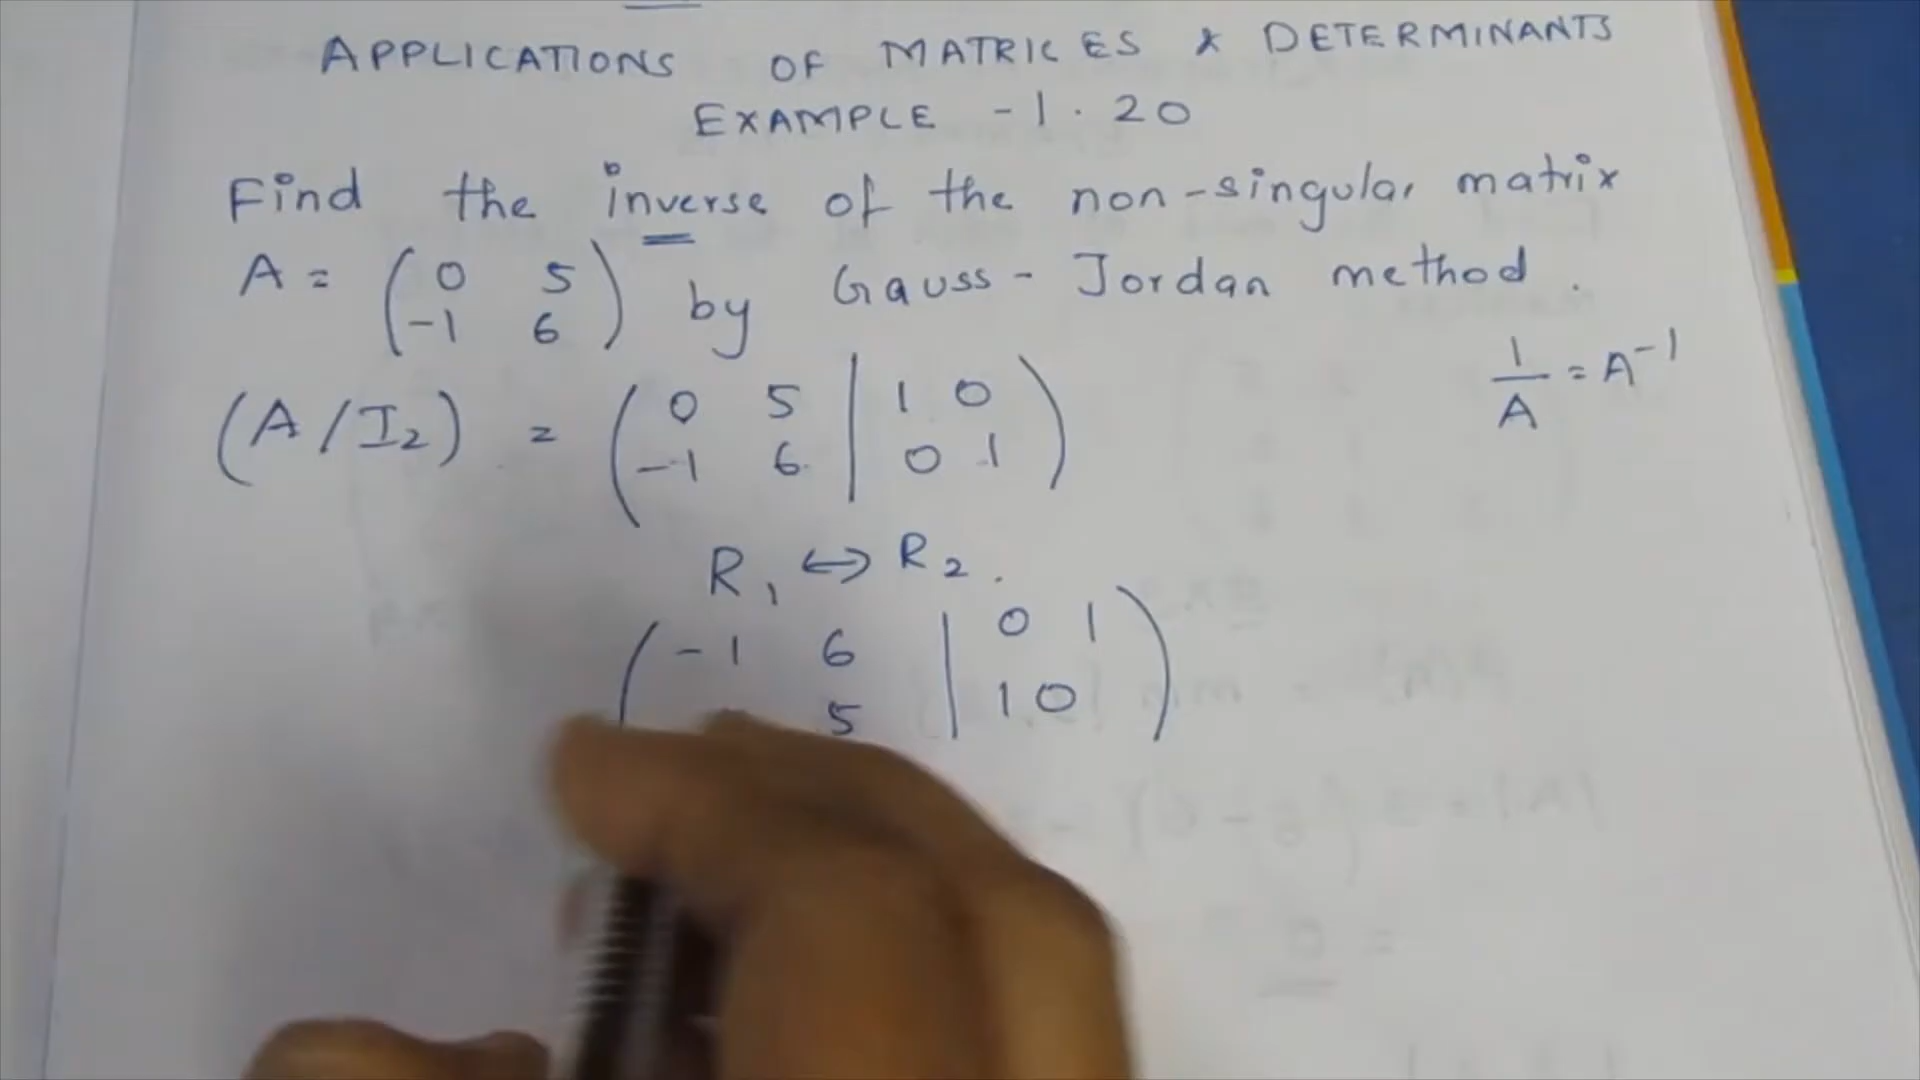 APPLICATIONS OF MATRICES & DETERMINANTS
EXAMPLE - 1.20
Find the inverse of the non-singular matrix
A = ( 0 5
-1 6 ) by Gauss - Jordan method.
1/A = A⁻¹
(A/I₂) = ( 0 5 | 1 0
-1 6 | 0 1 )
R₁ ↔ R₂.
( -1 6 | 0 1
5 | 1 0 )